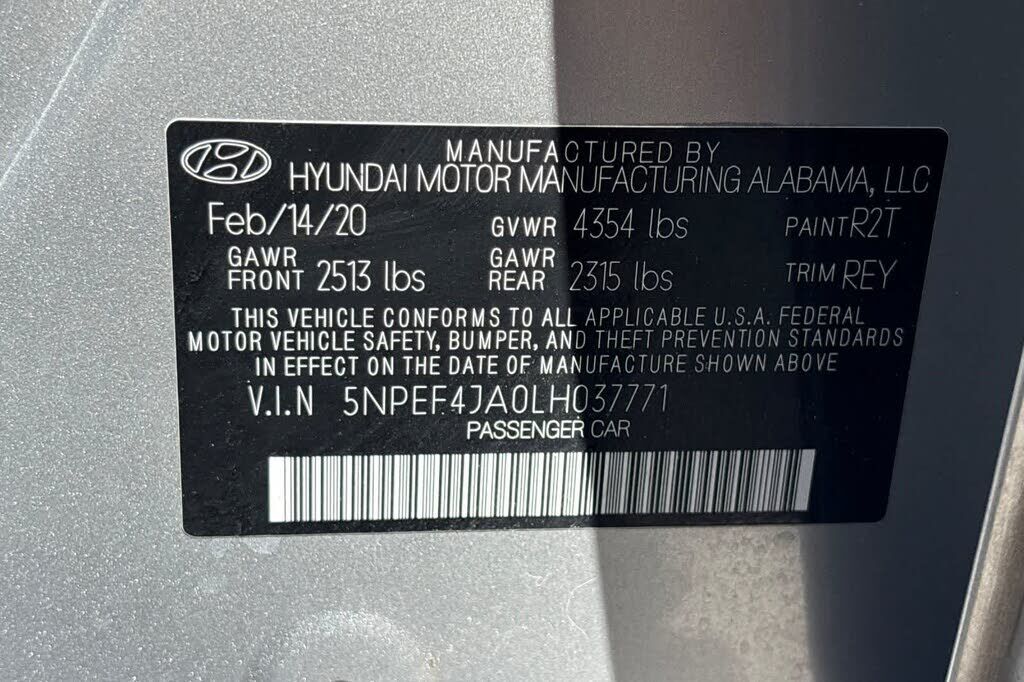 MANUFACTURED BY
HYUNDAI MOTOR MANUFACTURING ALABAMA, LLC
Feb/14/20 GVWR 4354 lbs PAINT R2T
GAWR FRONT 2513 lbs GAWR REAR 2315 lbs TRIM REY
THIS VEHICLE CONFORMS TO ALL APPLICABLE U.S.A. FEDERAL
MOTOR VEHICLE SAFETY, BUMPER, AND THEFT PREVENTION STANDARDS
IN EFFECT ON THE DATE OF MANUFACTURE SHOWN ABOVE
V.I.N 5NPEF4JA0LH037771
PASSENGER CAR